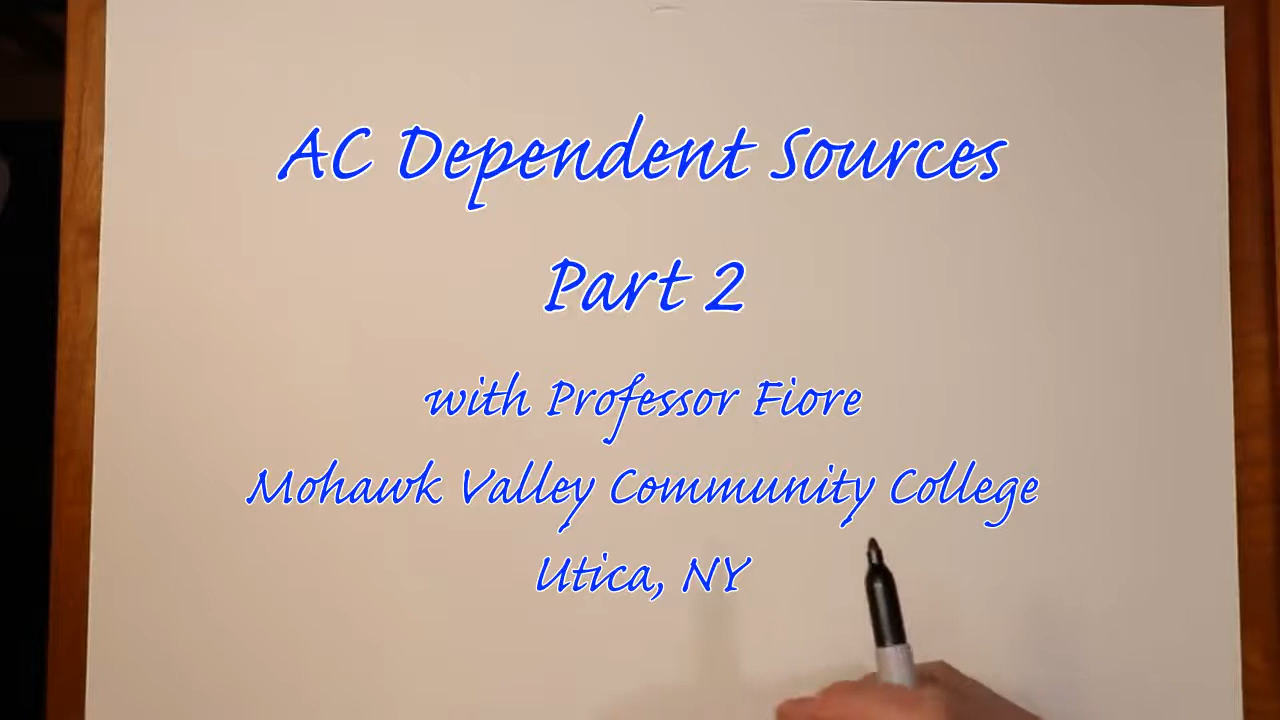 AC Dependent Sources
Part 2
with Professor Fiore
Mohawk Valley Community College
Utica, NY